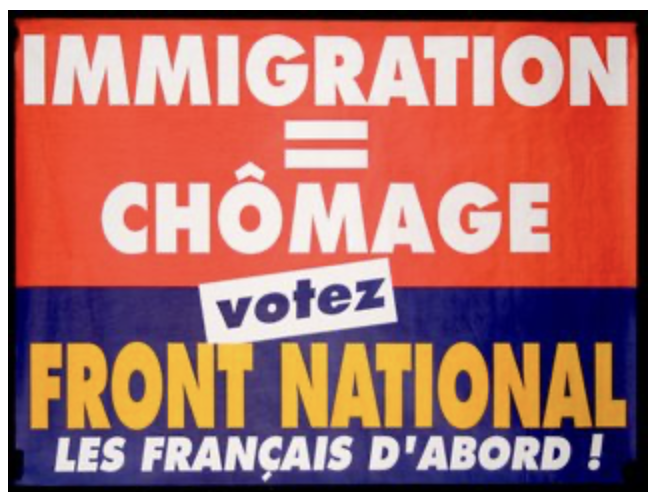 IMMIGRATION
=
CHÔMAGE
votez
FRONT NATIONAL
LES FRANÇAIS D'ABORD !